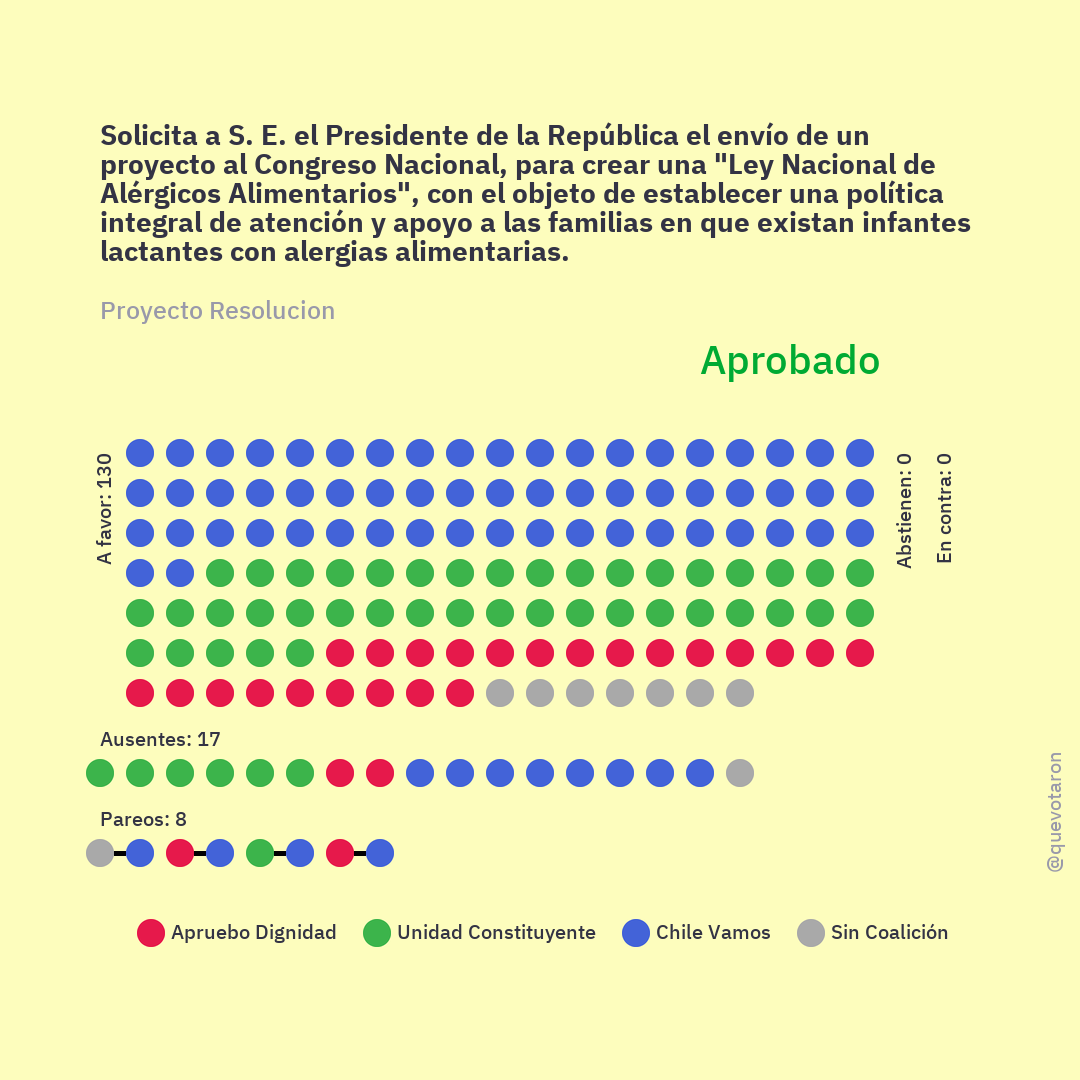 Solicita a S. E. el Presidente de la República el envío de un
proyecto al Congreso Nacional, para crear una "Ley Nacional de
Alérgicos Alimentarios", con el objeto de establecer una política
integral de atención y apoyo a las familias en que existan infantes
lactantes con alergias alimentarias.
Proyecto Resolucion
Aprobado
A favor: 130
Abstienen: 0
En contra: 0
Ausentes: 17
Pareos: 8
@quevotaron
Apruebo Dignidad
Unidad Constituyente
Chile Vamos
Sin Coalición